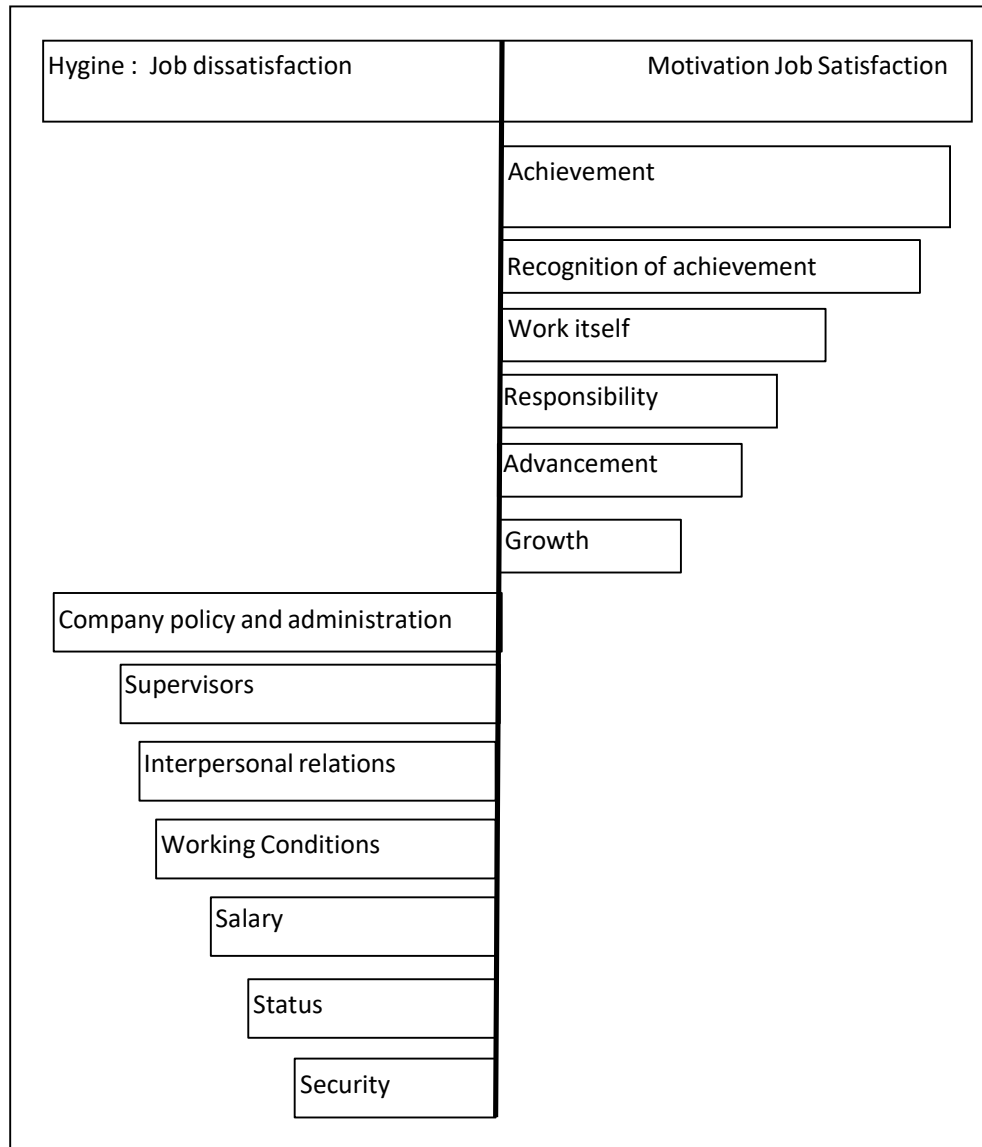 Hygine : Job dissatisfaction
Motivation Job Satisfaction
Achievement
Recognition of achievement
Work itself
Responsibility
Advancement
Growth
Company policy and administration
Supervisors
Interpersonal relations
Working Conditions
Salary
Status
Security